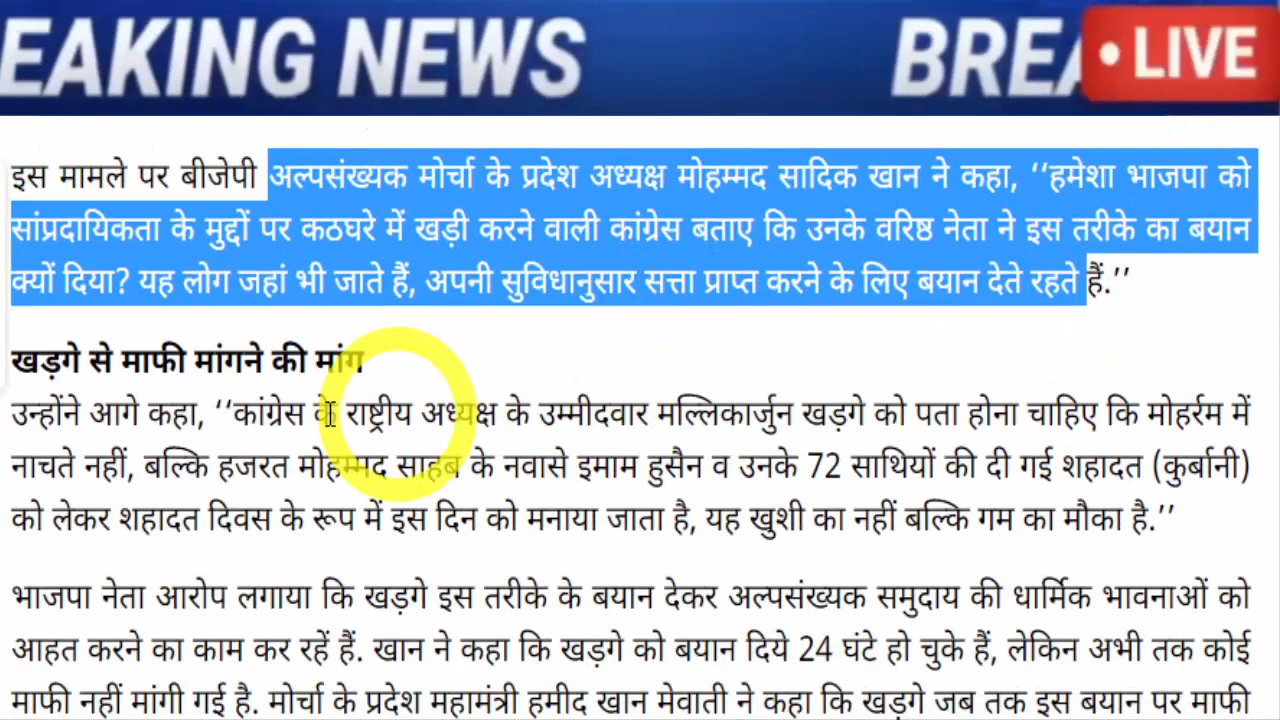 EAKING NEWS BREA • LIVE
इस मामले पर बीजेपी अल्पसंख्यक मोर्चा के प्रदेश अध्यक्ष मोहम्मद सादिक खान ने कहा, ‘‘हमेशा भाजपा को
सांप्रदायिकता के मुद्दों पर कठघरे में खड़ी करने वाली कांग्रेस बताए कि उनके वरिष्ठ नेता ने इस तरीके का बयान
क्यों दिया? यह लोग जहां भी जाते हैं, अपनी सुविधानुसार सत्ता प्राप्त करने के लिए बयान देते रहते हैं.’’
खड़गे से माफी मांगने की मांग
उन्होंने आगे कहा, ‘‘कांग्रेस के राष्ट्रीय अध्यक्ष के उम्मीदवार मल्लिकार्जुन खड़गे को पता होना चाहिए कि मोहर्रम में
नाचते नहीं, बल्कि हजरत मोहम्मद साहब के नवासे इमाम हुसैन व उनके 72 साथियों की दी गई शहादत (कुर्बानी)
को लेकर शहादत दिवस के रूप में इस दिन को मनाया जाता है, यह खुशी का नहीं बल्कि गम का मौका है.’’
भाजपा नेता आरोप लगाया कि खड़गे इस तरीके के बयान देकर अल्पसंख्यक समुदाय की धार्मिक भावनाओं को
आहत करने का काम कर रहें हैं. खान ने कहा कि खड़गे को बयान दिये 24 घंटे हो चुके हैं, लेकिन अभी तक कोई
माफी नहीं मांगी गई है. मोर्चा के प्रदेश महामंत्री हमीद खान मेवाती ने कहा कि खड़गे जब तक इस बयान पर माफी